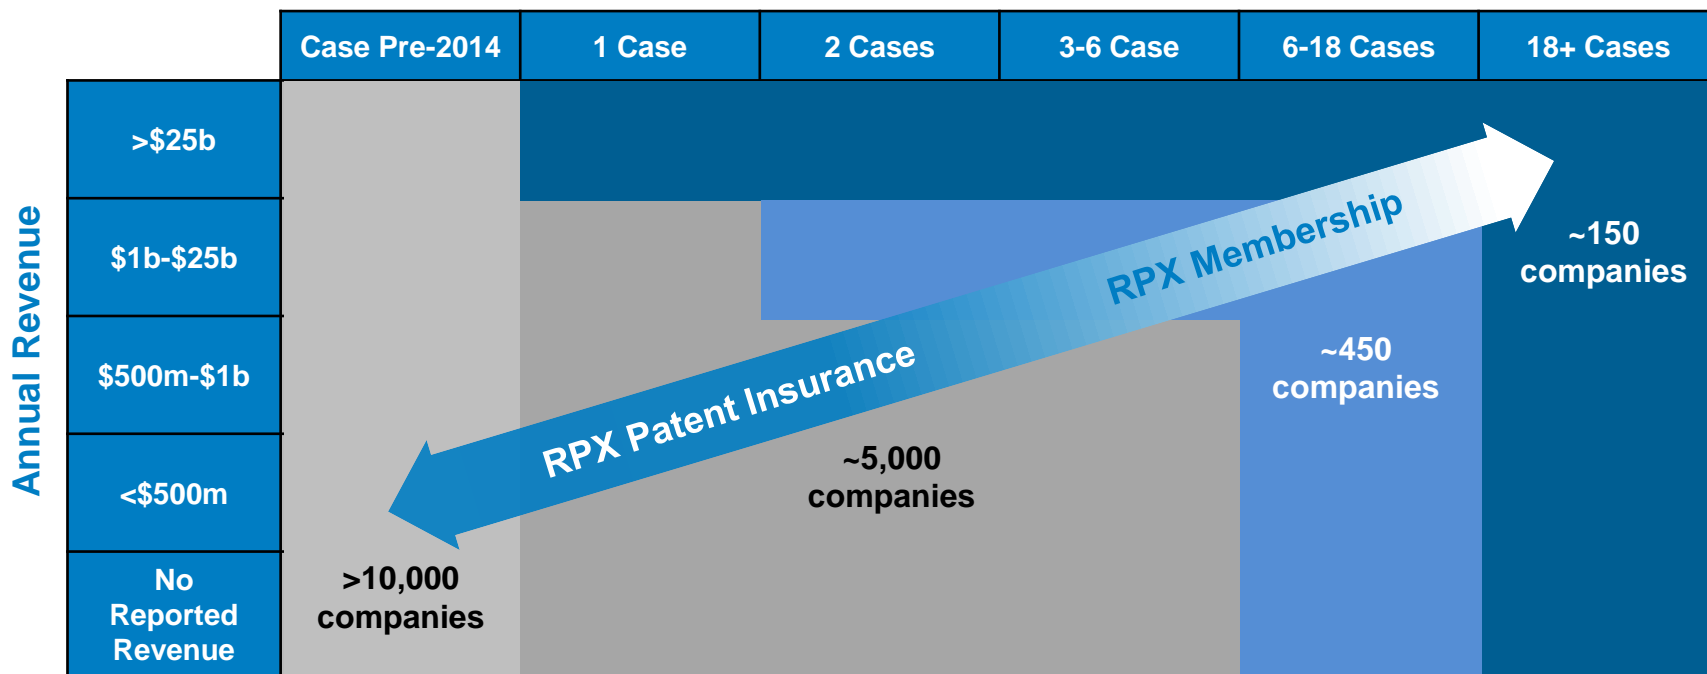 Case Pre-2014
1 Case
2 Cases
3-6 Case
6-18 Cases
18+ Cases
Annual Revenue
>$25b
$1b-$25b
$500m-$1b
<$500m
No
Reported
Revenue
RPX Patent Insurance
RPX Membership
~150
companies
~450
companies
~5,000
companies
>10,000
companies